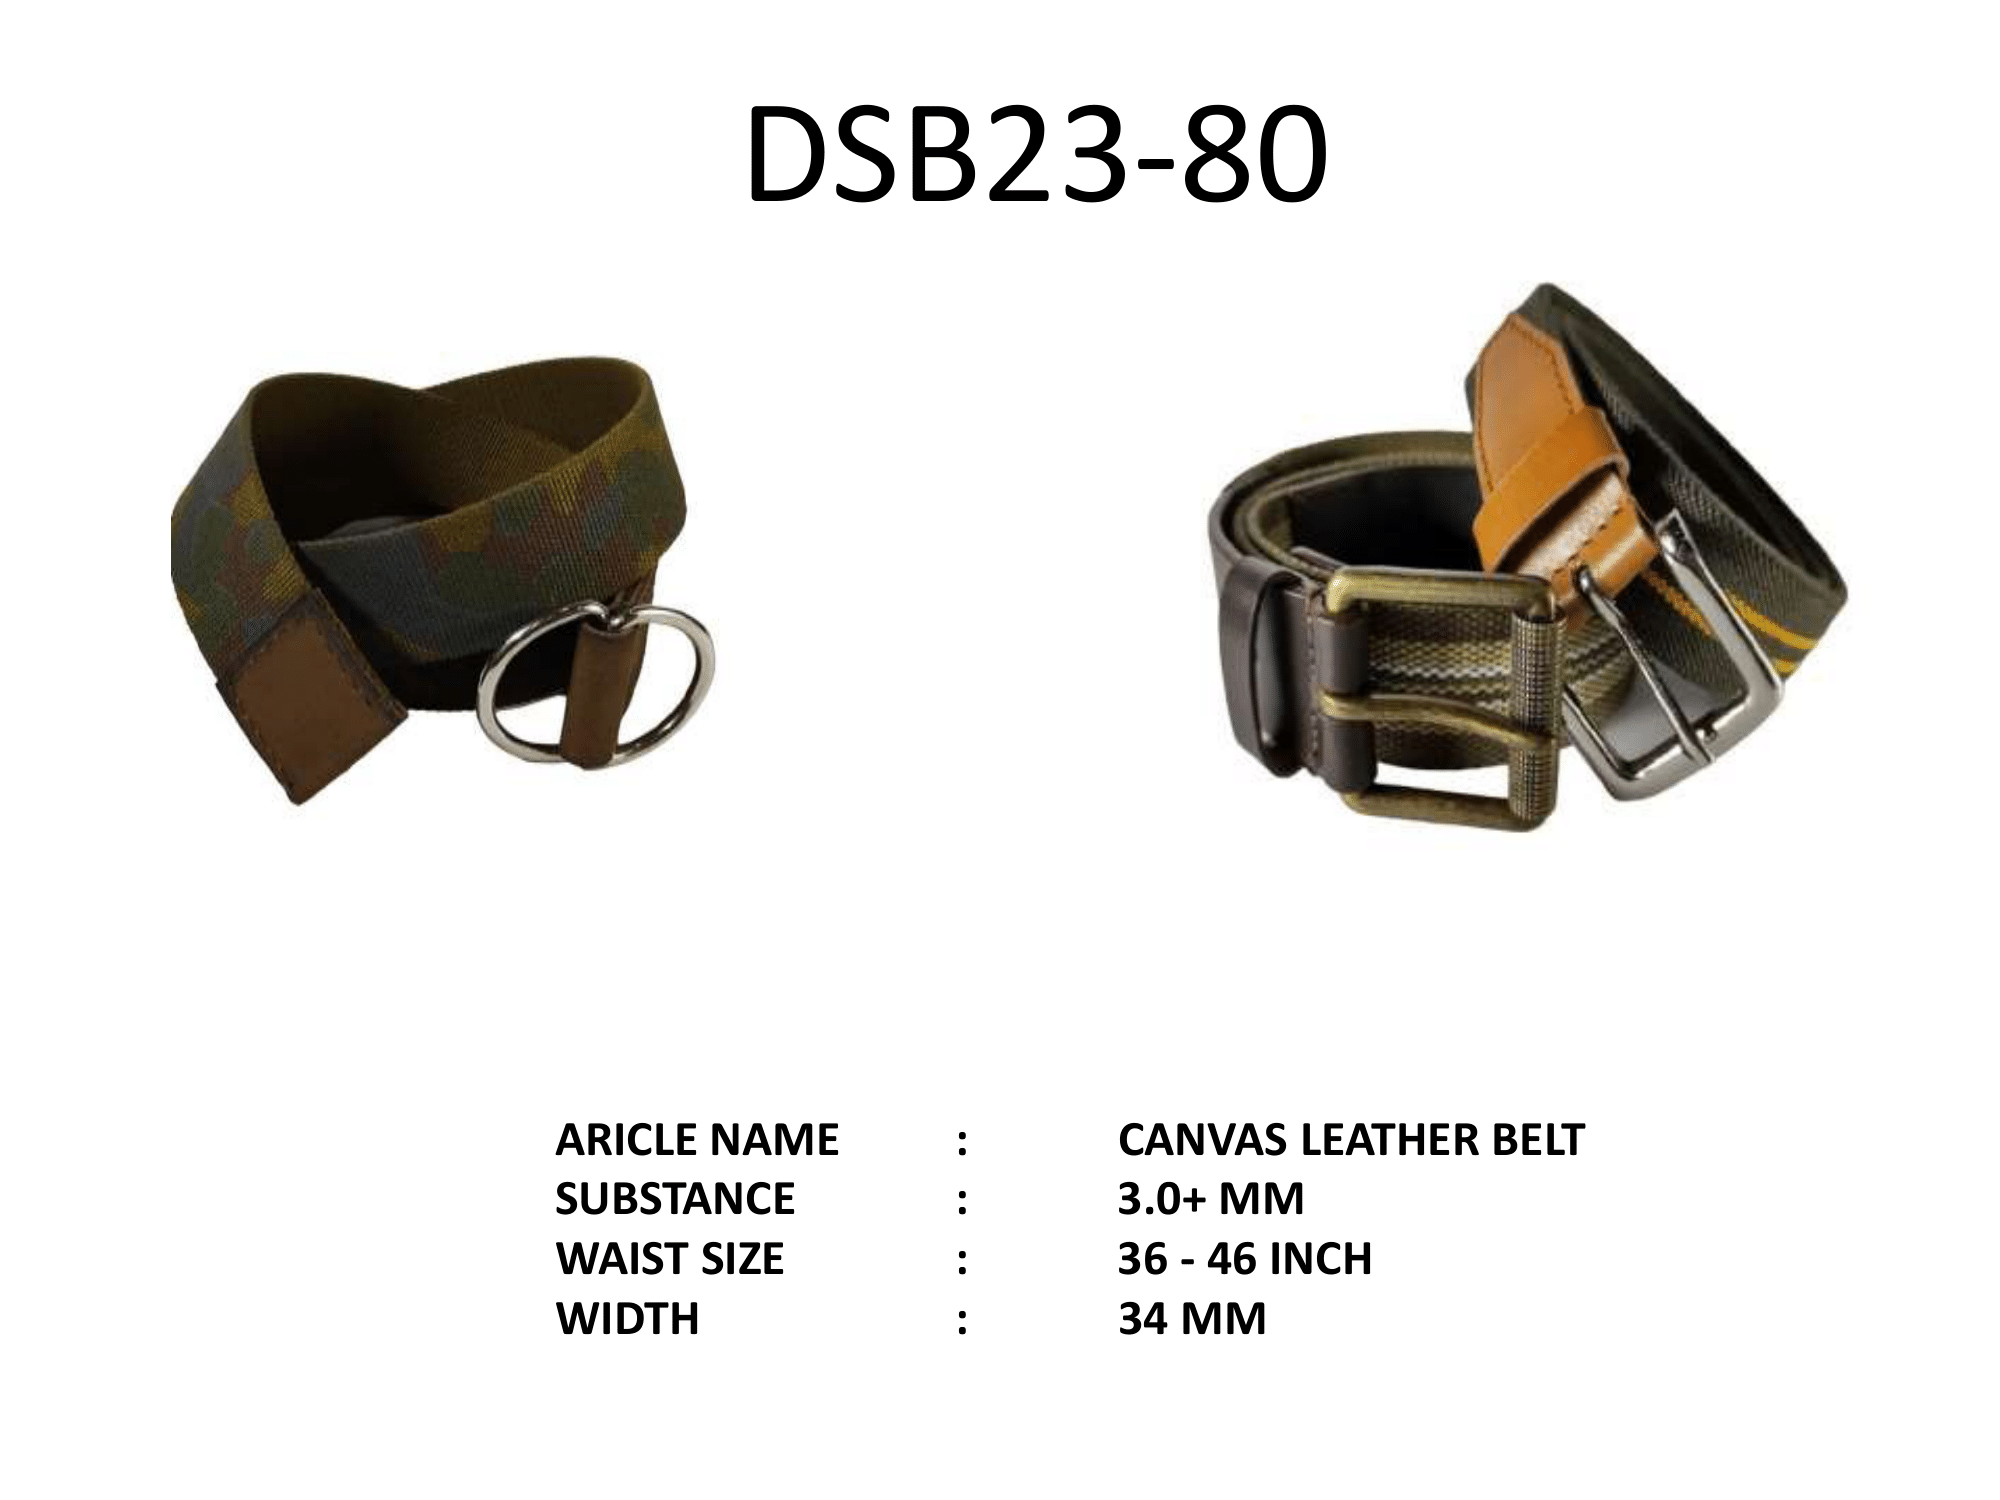 DSB23-80
ARICLE NAME : CANVAS LEATHER BELT
SUBSTANCE : 3.0+ MM
WAIST SIZE : 36 - 46 INCH
WIDTH : 34 MM